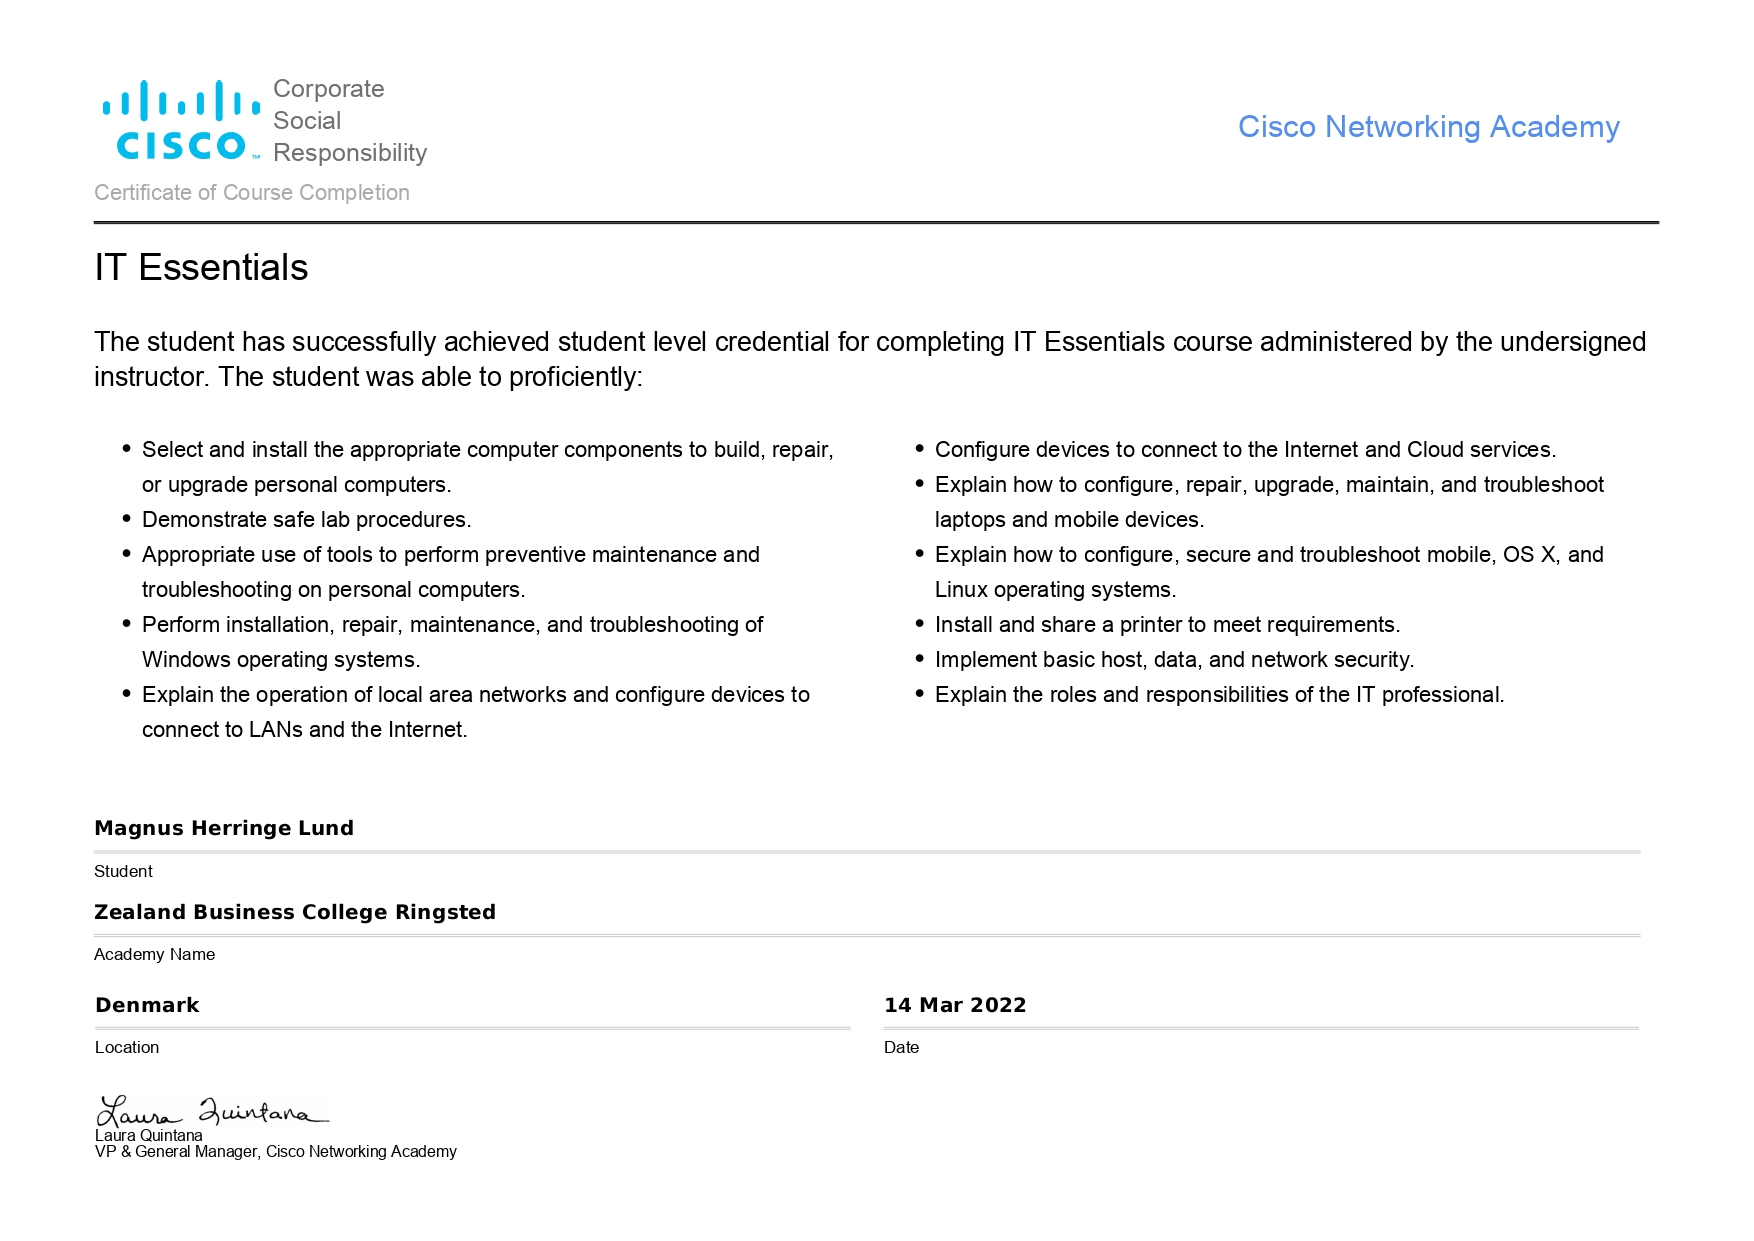 CISCO™
Corporate
Social
Responsibility
Cisco Networking Academy
Certificate of Course Completion
IT Essentials
The student has successfully achieved student level credential for completing IT Essentials course administered by the undersigned
instructor. The student was able to proficiently:
• Select and install the appropriate computer components to build, repair,
or upgrade personal computers.
• Demonstrate safe lab procedures.
• Appropriate use of tools to perform preventive maintenance and
troubleshooting on personal computers.
• Perform installation, repair, maintenance, and troubleshooting of
Windows operating systems.
• Explain the operation of local area networks and configure devices to
connect to LANs and the Internet.
• Configure devices to connect to the Internet and Cloud services.
• Explain how to configure, repair, upgrade, maintain, and troubleshoot
laptops and mobile devices.
• Explain how to configure, secure and troubleshoot mobile, OS X, and
Linux operating systems.
• Install and share a printer to meet requirements.
• Implement basic host, data, and network security.
• Explain the roles and responsibilities of the IT professional.
Magnus Herringe Lund
Student
Zealand Business College Ringsted
Academy Name
Denmark
Location
14 Mar 2022
Date
Laura Quintana
Laura Quintana
VP & General Manager, Cisco Networking Academy